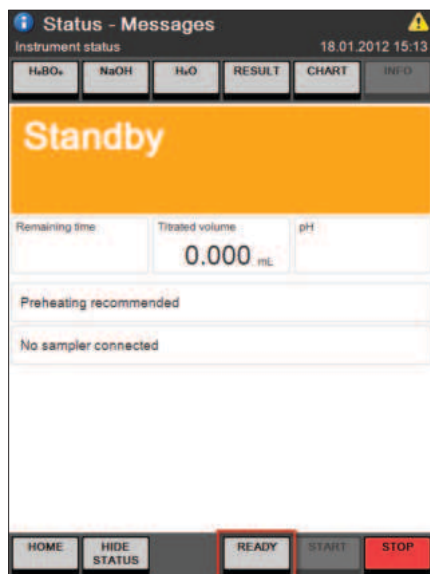 Status - Messages
Instrument status 18.01.2012 15:13
H₃BO₃ NaOH H₂O RESULT CHART INFO
Standby
Remaining time Titrated volume pH
0.000 mL
Preheating recommended
No sampler connected
HOME HIDE STATUS READY START STOP